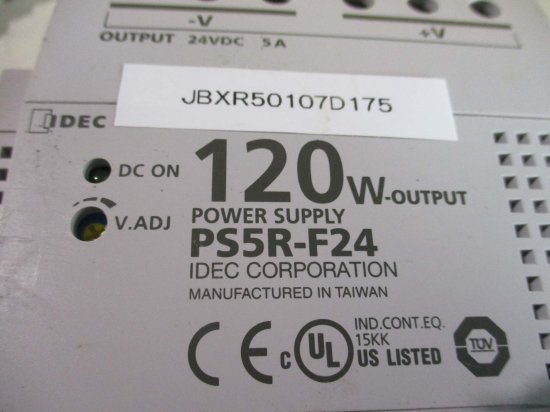 -V +V
OUTPUT 24VDC 5A
JBXR50107D175
IDEC
DC ON
120W-OUTPUT
V.ADJ
POWER SUPPLY
PS5R-F24
IDEC CORPORATION
MANUFACTURED IN TAIWAN
CE
C UL US LISTED
IND.CONT.EQ.
15KK
TUV